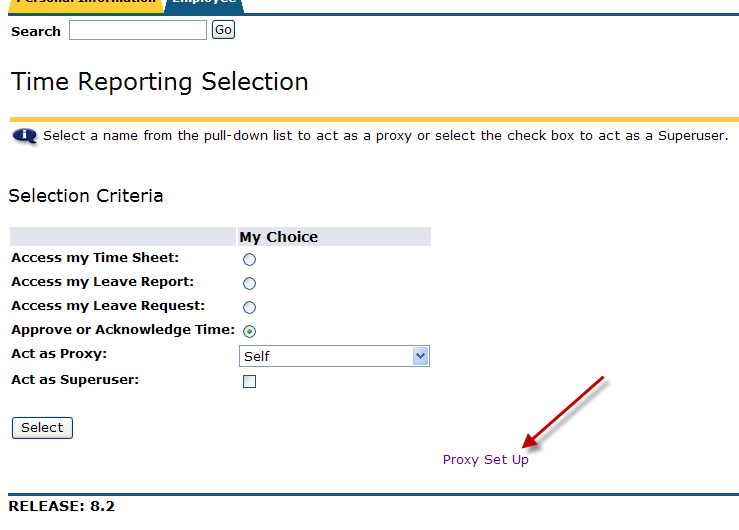 Personal Information Employee
Search Go
Time Reporting Selection
Select a name from the pull-down list to act as a proxy or select the check box to act as a Superuser.
Selection Criteria
My Choice
Access my Time Sheet:
Access my Leave Report:
Access my Leave Request:
Approve or Acknowledge Time:
Act as Proxy: Self
Act as Superuser:
Select
Proxy Set Up
RELEASE: 8.2